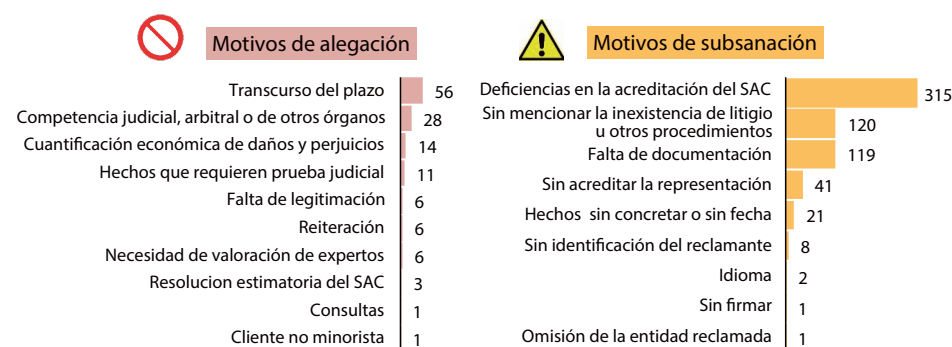 Motivos de alegación
Transcurso del plazo 56
Competencia judicial, arbitral o de otros órganos 28
Cuantificación económica de daños y perjuicios 14
Hechos que requieren prueba judicial 11
Falta de legitimación 6
Reiteración 6
Necesidad de valoración de expertos 6
Resolucion estimatoria del SAC 3
Consultas 1
Cliente no minorista 1
Motivos de subsanación
Deficiencias en la acreditación del SAC 315
Sin mencionar la inexistencia de litigio
u otros procedimientos 120
Falta de documentación 119
Sin acreditar la representación 41
Hechos sin concretar o sin fecha 21
Sin identificación del reclamante 8
Idioma 2
Sin firmar 1
Omisión de la entidad reclamada 1